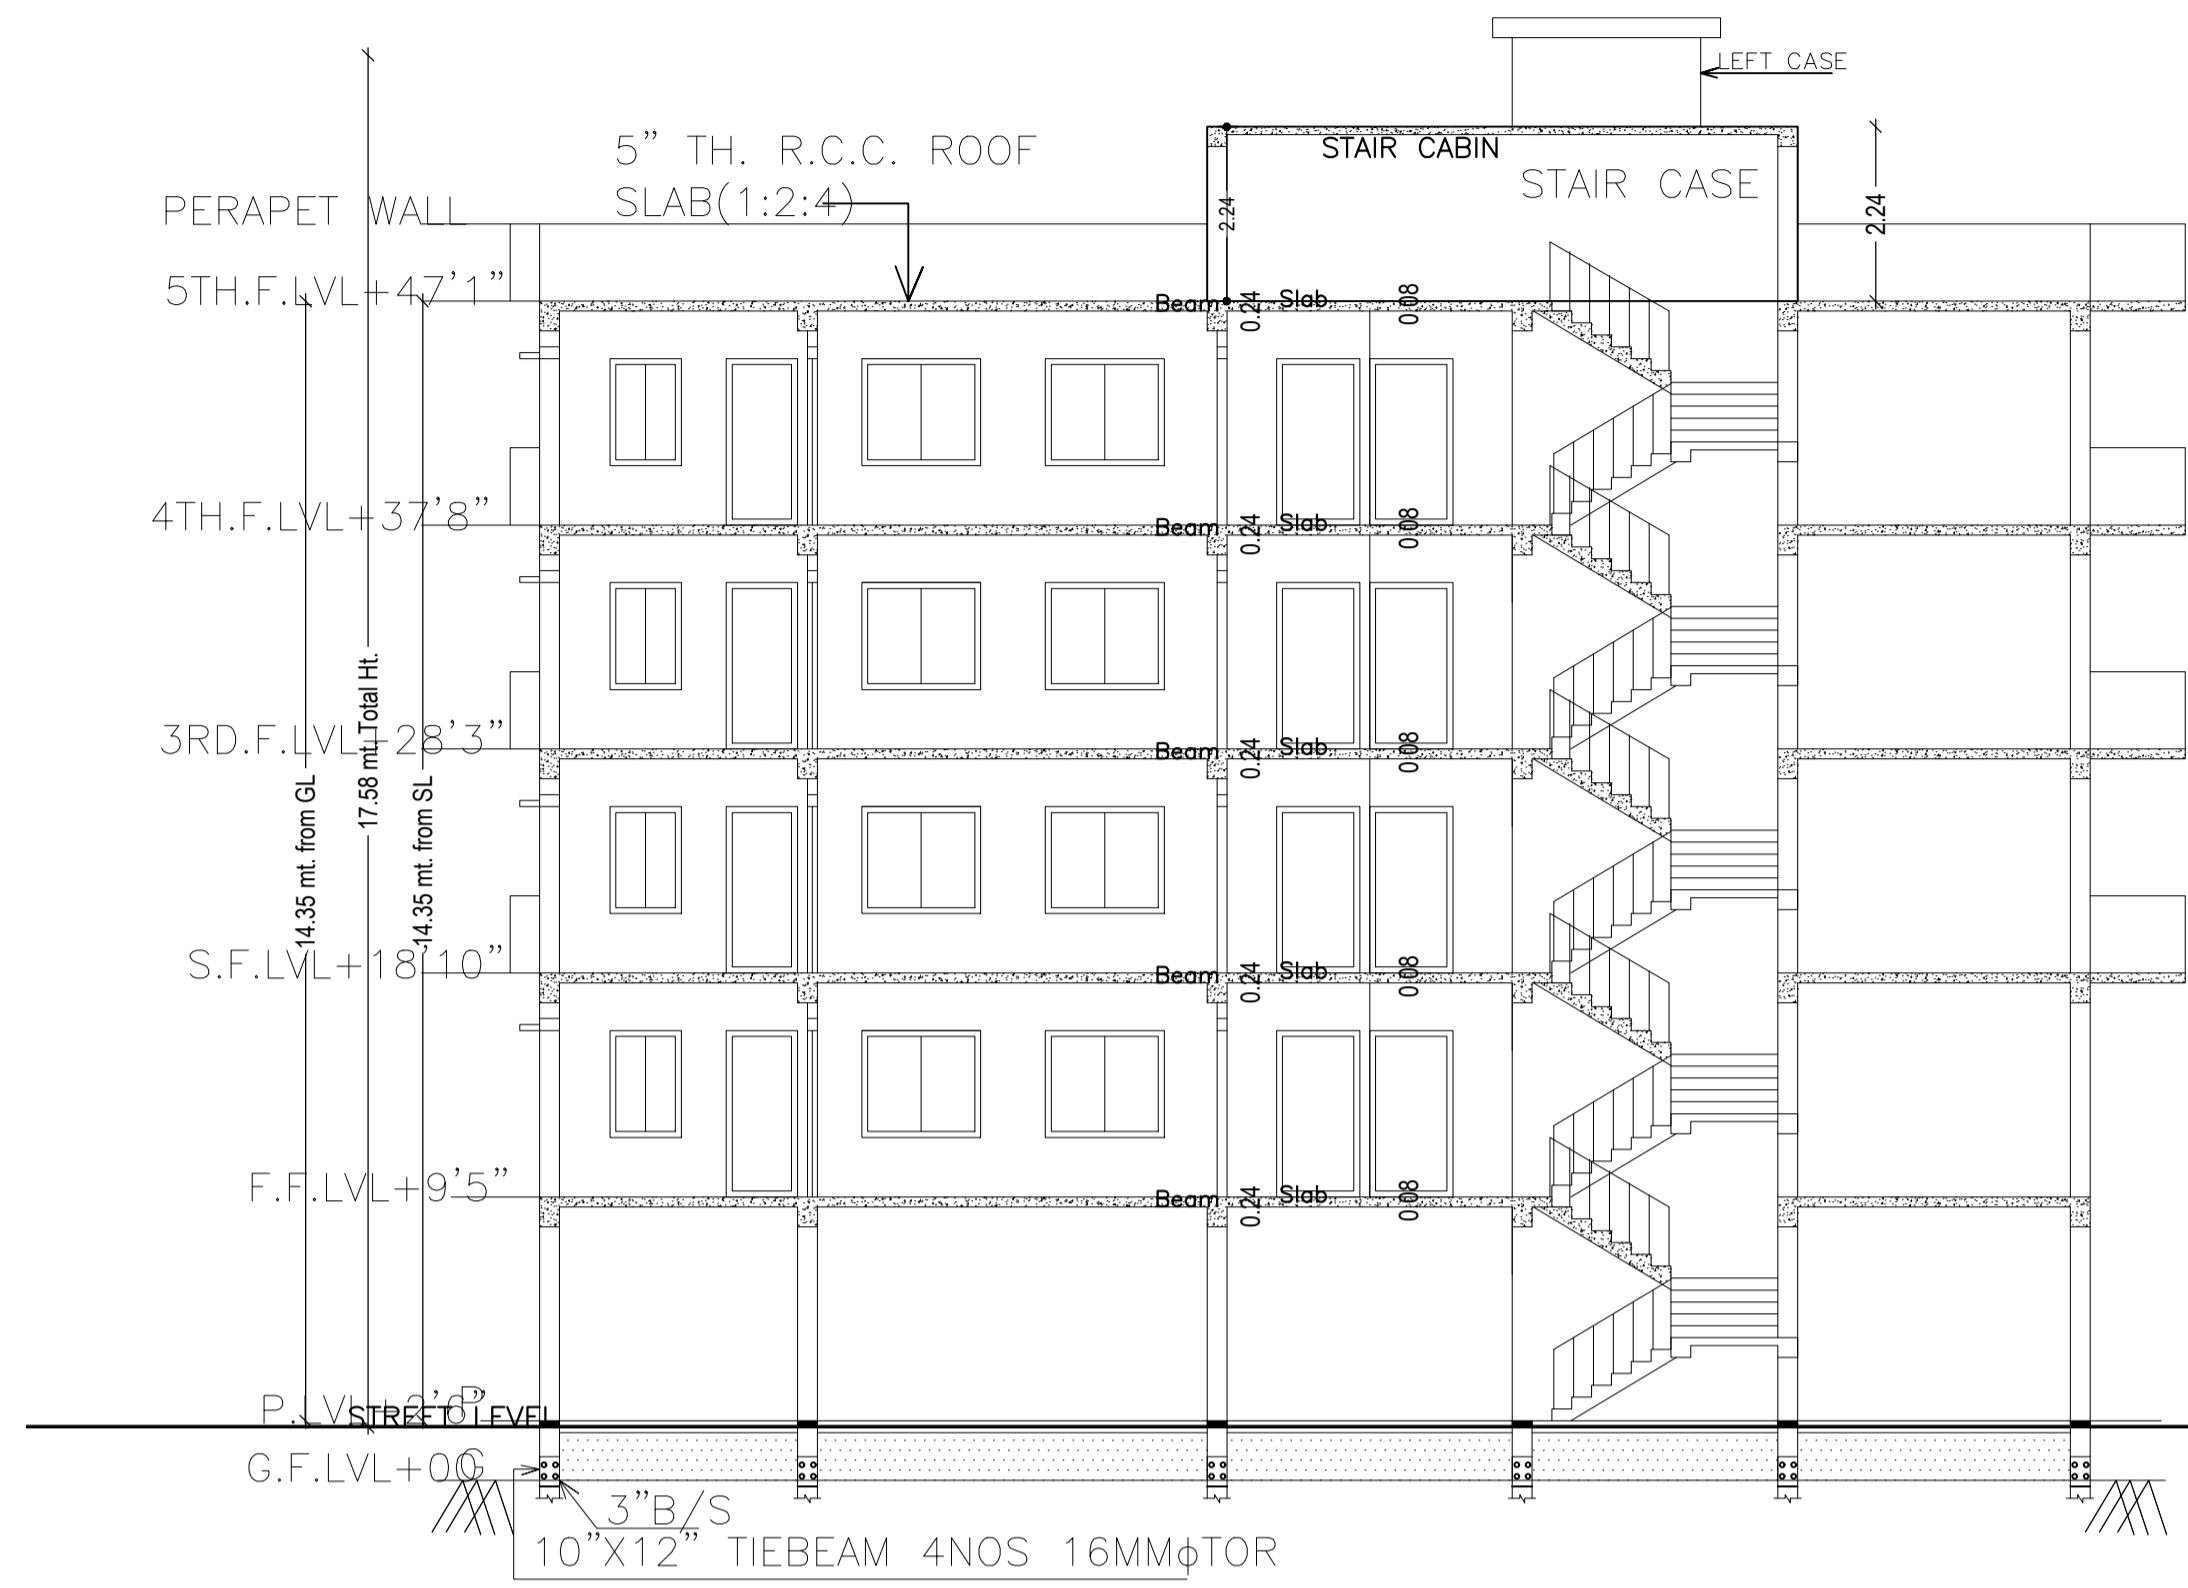 LEFT CASE
5” TH. R.C.C. ROOF
SLAB(1:2:4)
STAIR CABIN
STAIR CASE
PERAPET WALL
2.24
2.24
5TH.F.LVL+47'1”
Beam 0.24 Slab 0.08
4TH.F.LVL+37'8”
Beam 0.24 Slab 0.08
17.58 mt. Total Ht.
3RD.F.LVL+28'3”
Beam 0.24 Slab 0.08
14.35 mt. from GL
14.35 mt. from SL
S.F.LVL+18'10”
Beam 0.24 Slab 0.08
F.F.LVL+9'5”
Beam 0.24 Slab 0.08
P.LVL+2'6” P
STREET LEVEL
G.F.LVL+00 G
3”B/S
10”X12” TIEBEAM 4NOS 16MMϕTOR